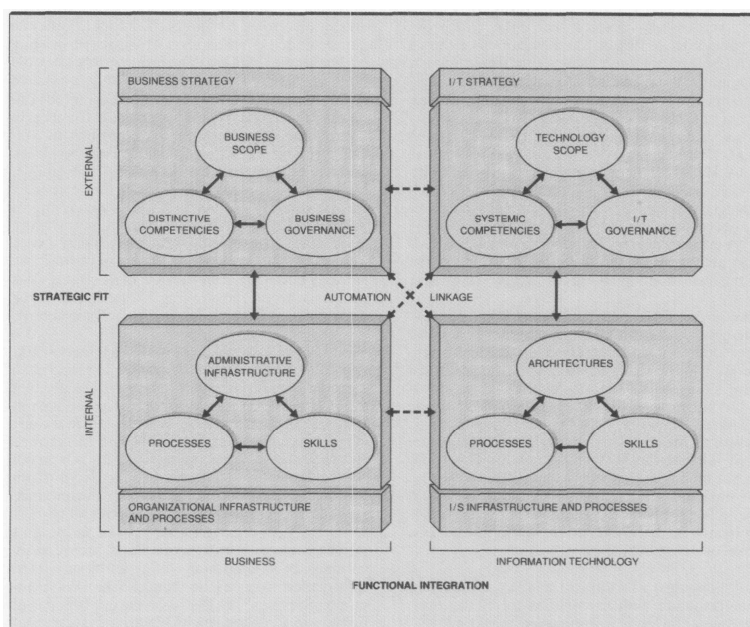 BUSINESS STRATEGY
I/T STRATEGY
EXTERNAL
BUSINESS
SCOPE
DISTINCTIVE
COMPETENCIES
BUSINESS
GOVERNANCE
TECHNOLOGY
SCOPE
SYSTEMIC
COMPETENCIES
I/T
GOVERNANCE
STRATEGIC FIT
AUTOMATION
LINKAGE
INTERNAL
ADMINISTRATIVE
INFRASTRUCTURE
PROCESSES
SKILLS
ARCHITECTURES
PROCESSES
SKILLS
ORGANIZATIONAL INFRASTRUCTURE
AND PROCESSES
I/S INFRASTRUCTURE AND PROCESSES
BUSINESS
INFORMATION TECHNOLOGY
FUNCTIONAL INTEGRATION